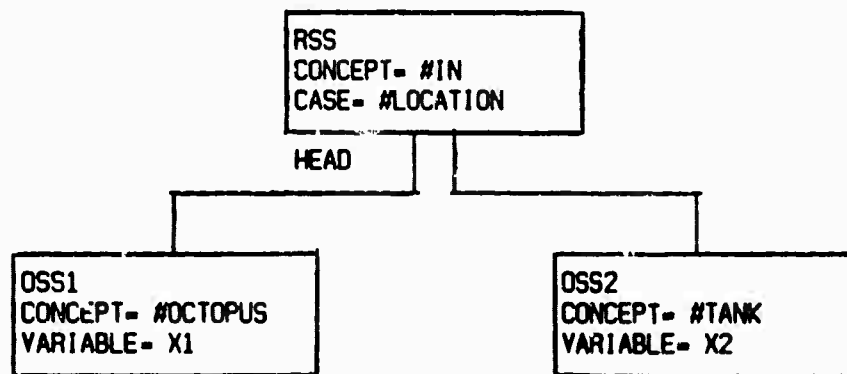 RSS
CONCEPT= #IN
CASE= #LOCATION
HEAD
OSS1
CONCEPT= #OCTOPUS
VARIABLE= X1
OSS2
CONCEPT= #TANK
VARIABLE= X2